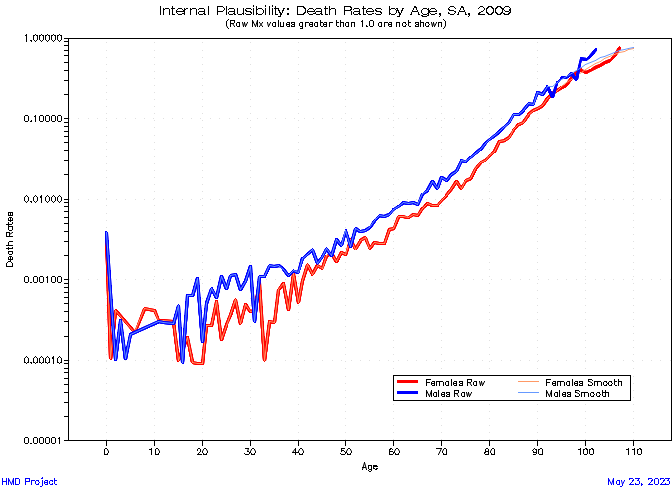 Internal Plausibility: Death Rates by Age, SA, 2009
(Raw Mx values greater than 1.0 are not shown)
1.00000
0.10000
0.01000
0.00100
0.00010
0.00001
Death Rates
0 10 20 30 40 50 60 70 80 90 100 110
Age
Females Raw Females Smooth
Males Raw Males Smooth
HMD Project May 23, 2023